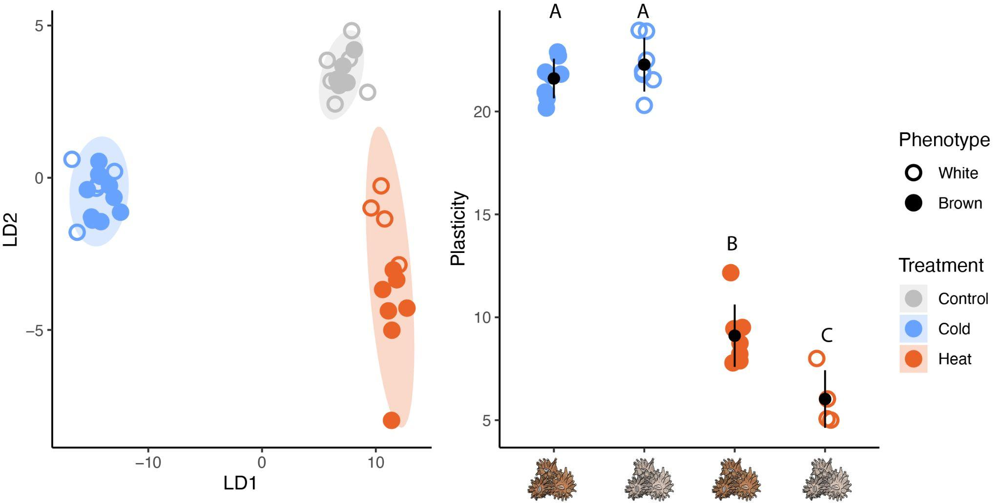 5
0
−5
LD2
−10 0 10
LD1
A A
B
C
20
15
10
5
Plasticity
Phenotype
White
Brown
Treatment
Control
Cold
Heat